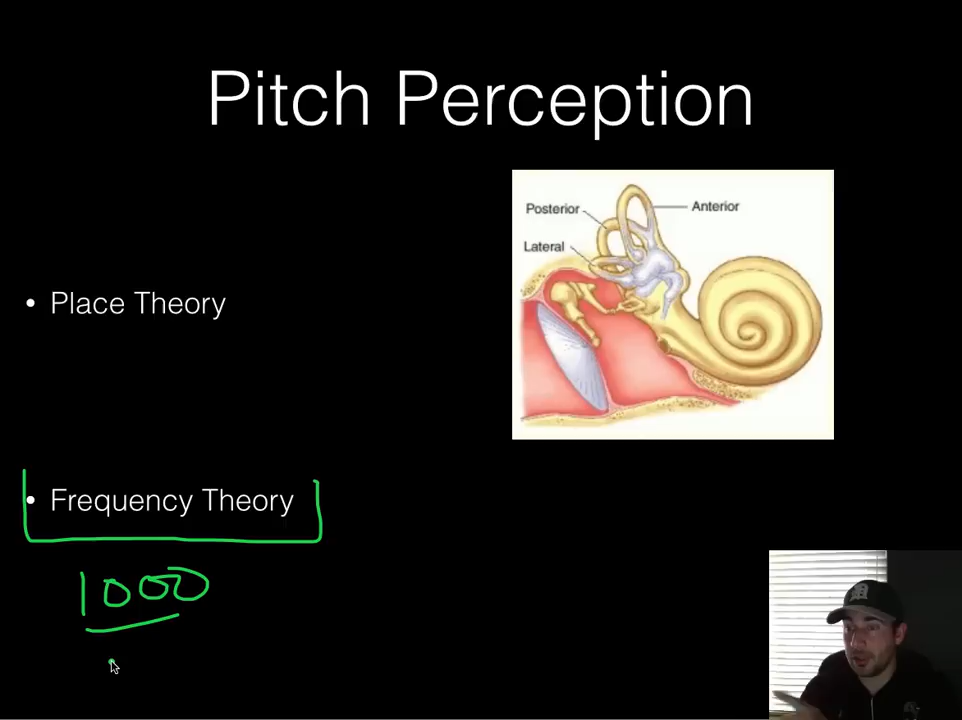 Pitch Perception
Posterior
Anterior
Lateral
• Place Theory
• Frequency Theory
1000